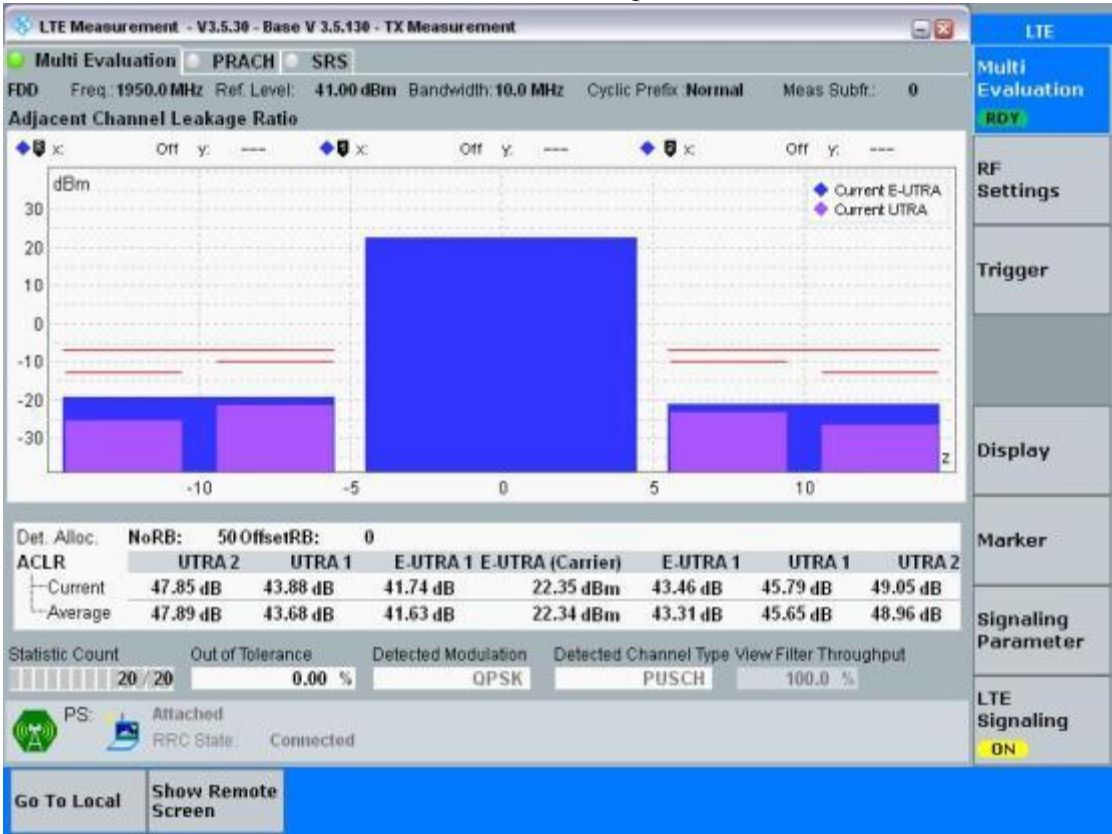 LTE Measurement - V3.5.30 - Base V 3.5.130 - TX Measurement
LTE
Multi Evaluation PRACH SRS
Multi
Evaluation
RDY
FDD Freq.: 1950.0 MHz Ref. Level: 41.00 dBm Bandwidth: 10.0 MHz Cyclic Prefix :Normal Meas Subfr.: 0
Adjacent Channel Leakage Ratio
x: Off y: --- x: Off y: --- x: Off y: ---
dBm
Current E-UTRA
Current UTRA
30
20
10
0
-10
-20
-30
z
-10 -5 0 5 10
RF
Settings
Trigger
Display
Marker
Signaling
Parameter
LTE
Signaling
ON
Det. Alloc. NoRB: 50 OffsetRB: 0
ACLR UTRA 2 UTRA 1 E-UTRA 1 E-UTRA (Carrier) E-UTRA 1 UTRA 1 UTRA 2
Current 47.85 dB 43.88 dB 41.74 dB 22.35 dBm 43.46 dB 45.79 dB 49.05 dB
Average 47.89 dB 43.68 dB 41.63 dB 22.34 dBm 43.31 dB 45.65 dB 48.96 dB
Statistic Count Out of Tolerance Detected Modulation Detected Channel Type View Filter Throughput
20 / 20 0.00 % QPSK PUSCH 100.0 %
PS: Attached
RRC State: Connected
Go To Local
Show Remote
Screen